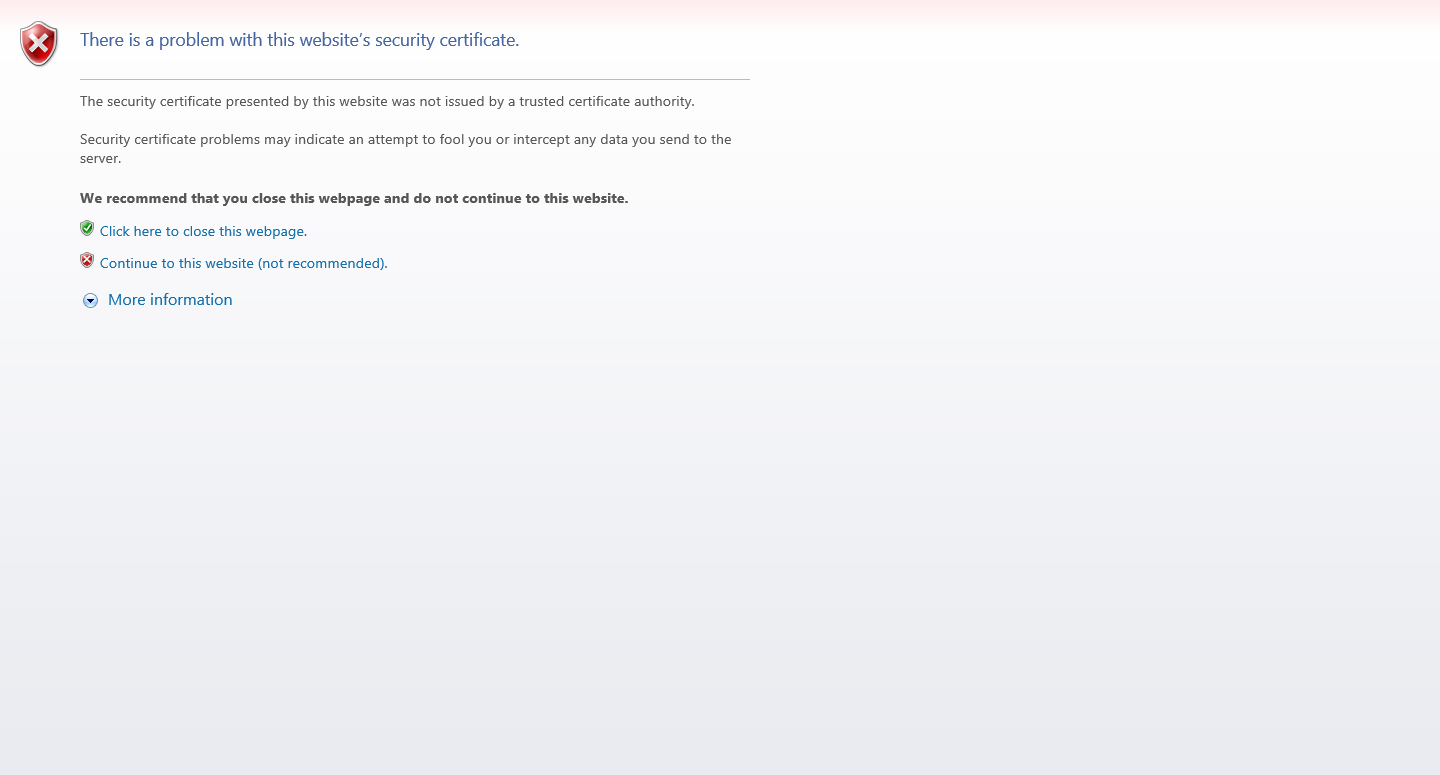 There is a problem with this website's security certificate.
The security certificate presented by this website was not issued by a trusted certificate authority.
Security certificate problems may indicate an attempt to fool you or intercept any data you send to the
server.
We recommend that you close this webpage and do not continue to this website.
Click here to close this webpage.
Continue to this website (not recommended).
More information